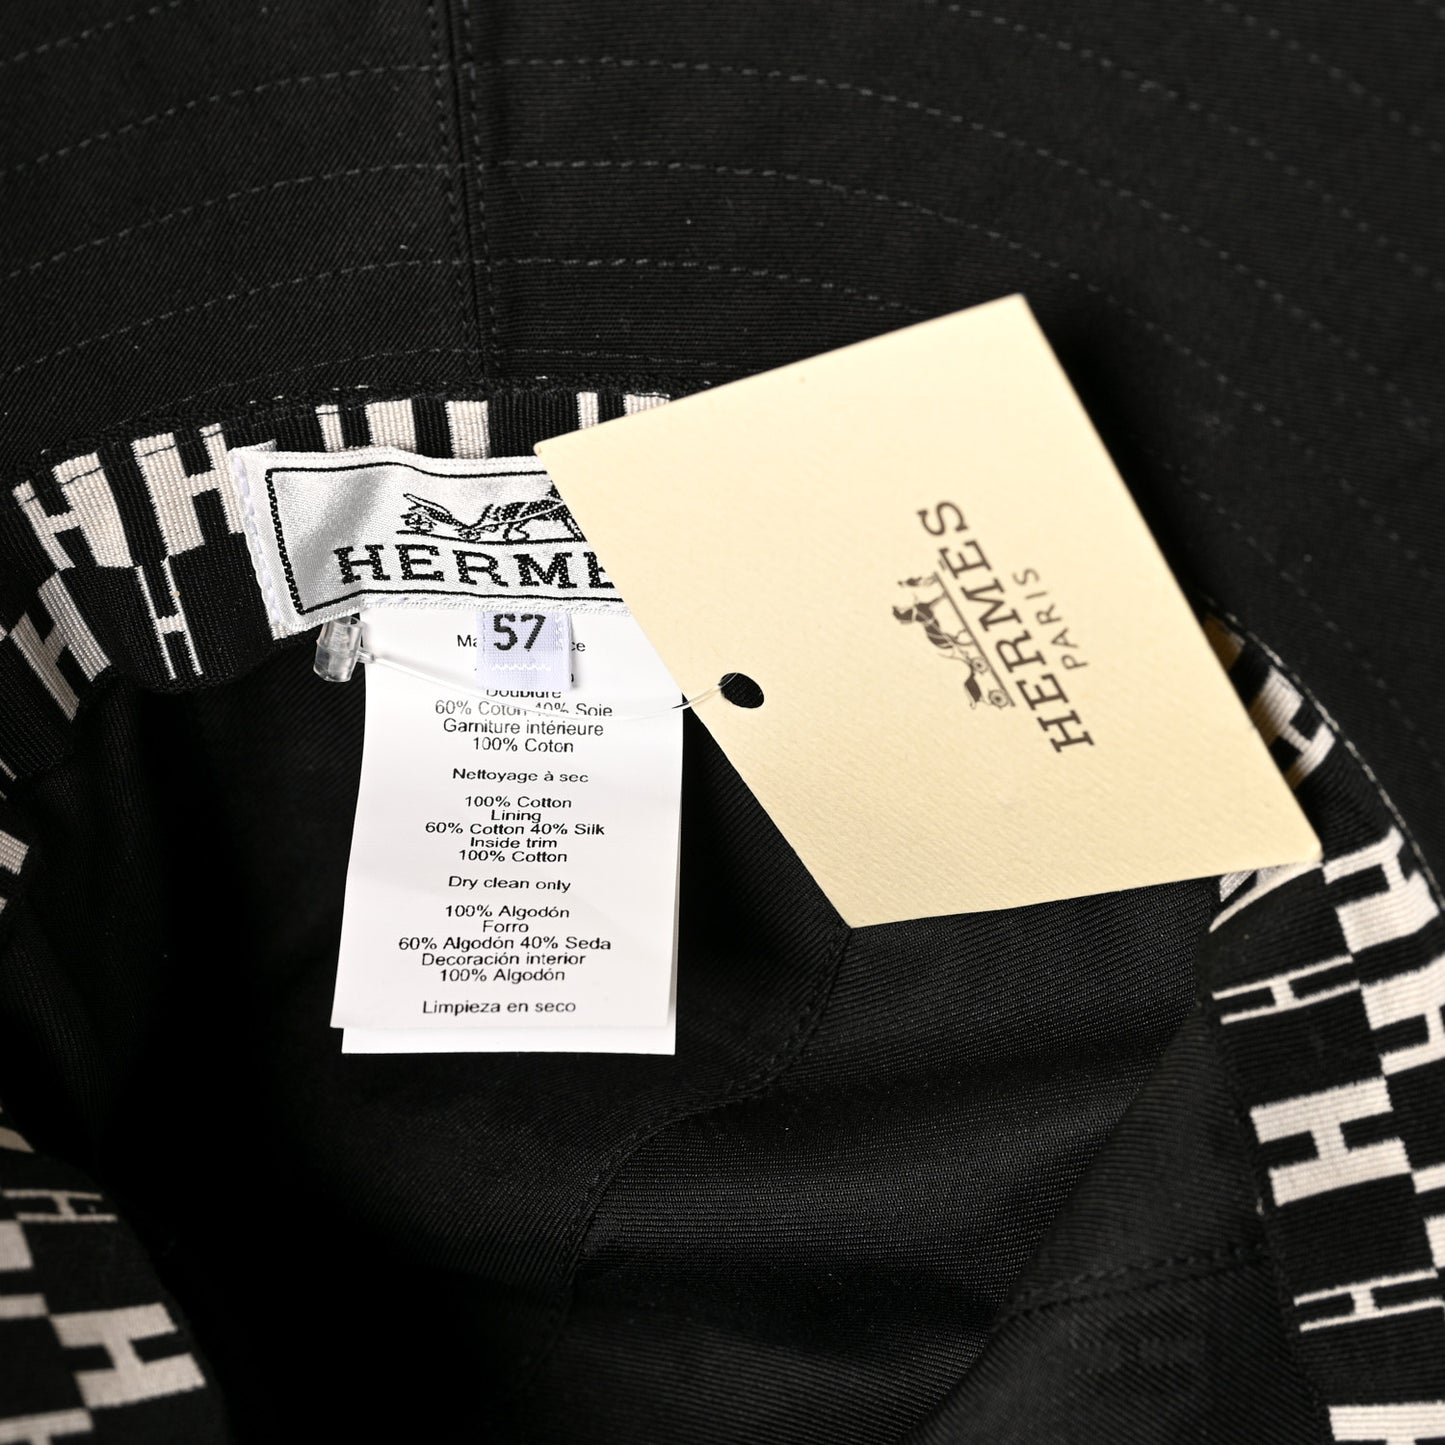 HERMES
57
Doublure
60% Coton 40% Soie
Garniture intérieure
100% Coton
Nettoyage à sec
100% Cotton
Lining
60% Cotton 40% Silk
Inside trim
100% Cotton
Dry clean only
100% Algodón
Forro
60% Algodón 40% Seda
Decoración interior
100% Algodón
Limpieza en seco
HERMES
PARIS